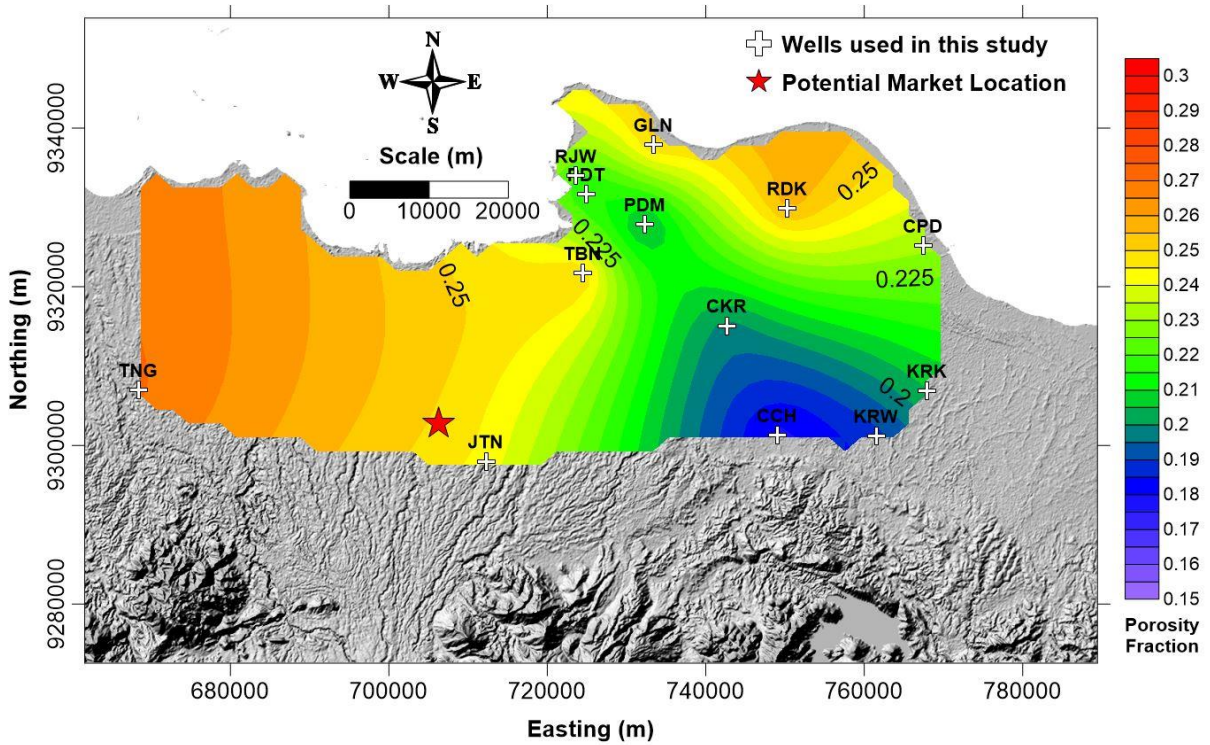 N
W E
S
Scale (m)
0 10000 20000
Wells used in this study
Potential Market Location
GLN
RJW
RDK
PDM
CPD
TBN
CKR
TNG
KRK
CCH
KRW
JTN
0.25
0.25
0.225
0.225
0.2
0.3
0.29
0.28
0.27
0.26
0.25
0.24
0.23
0.22
0.21
0.2
0.19
0.18
0.17
0.16
0.15
Porosity
Fraction
9340000
9320000
9300000
9280000
Northing (m)
680000 700000 720000 740000 760000 780000
Easting (m)